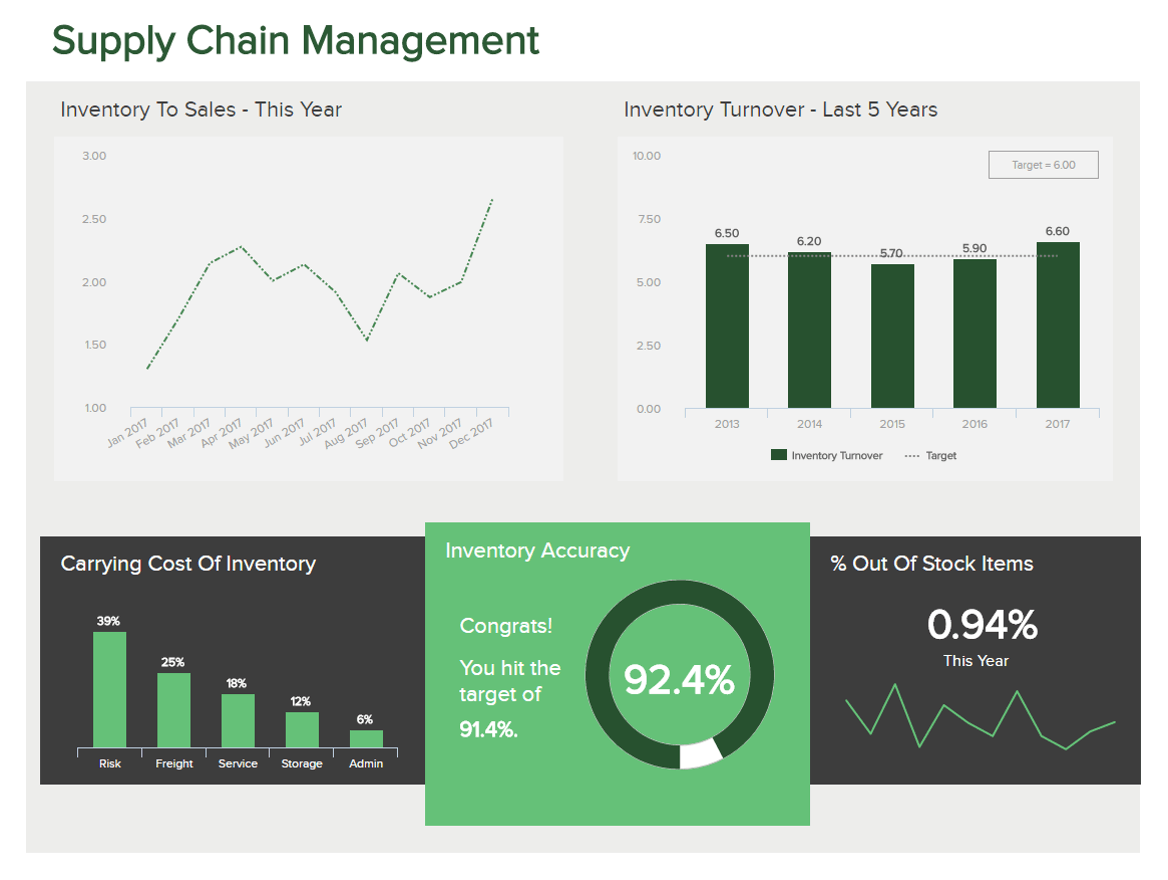 Supply Chain Management
Inventory To Sales - This Year
3.00
2.50
2.00
1.50
1.00
Jan 2017
Feb 2017
Mar 2017
Apr 2017
May 2017
Jun 2017
Jul 2017
Aug 2017
Sep 2017
Oct 2017
Nov 2017
Dec 2017
Inventory Turnover - Last 5 Years
10.00
7.50
5.00
2.50
0.00
Target = 6.00
6.50
6.20
5.70
5.90
6.60
2013
2014
2015
2016
2017
Inventory Turnover
Target
Carrying Cost Of Inventory
39%
25%
18%
12%
6%
Risk
Freight
Service
Storage
Admin
Inventory Accuracy
Congrats!
You hit the
target of
91.4%.
92.4%
% Out Of Stock Items
0.94%
This Year